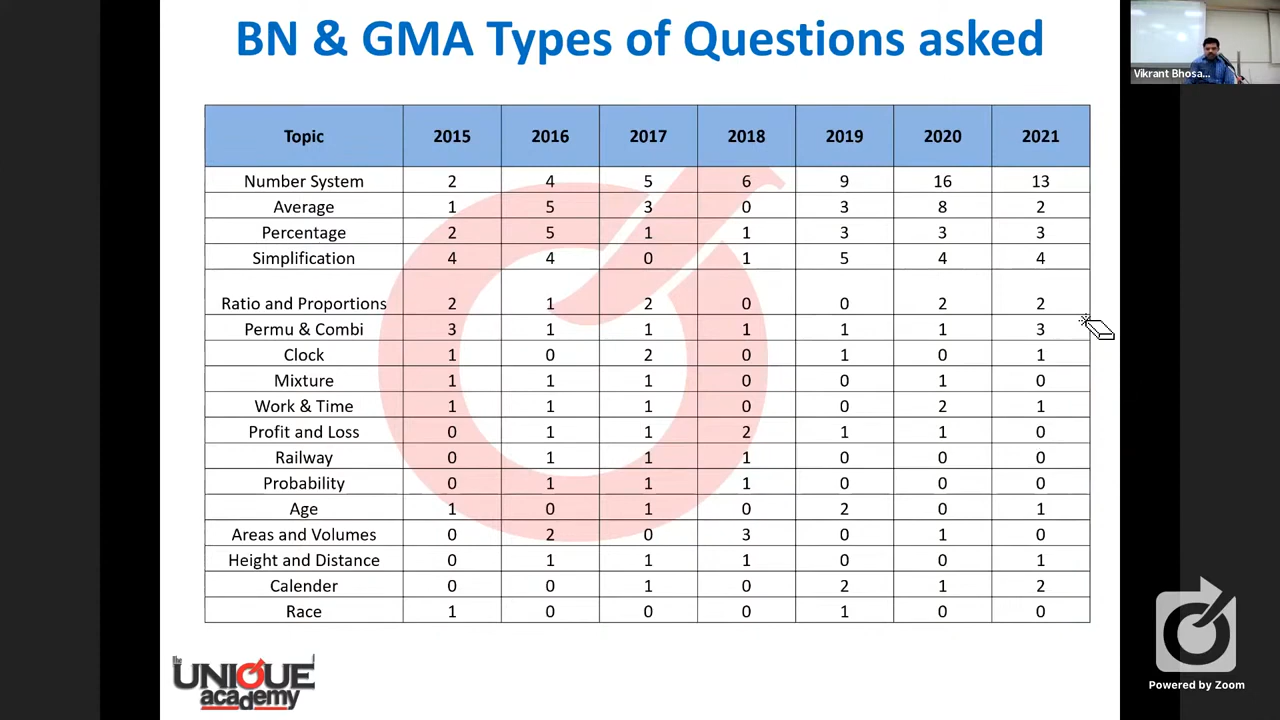 BN & GMA Types of Questions asked
Vikrant Bhosa...
Topic 2015 2016 2017 2018 2019 2020 2021
Number System 2 4 5 6 9 16 13
Average 1 5 3 0 3 8 2
Percentage 2 5 1 1 3 3 3
Simplification 4 4 0 1 5 4 4
Ratio and Proportions 2 1 2 0 0 2 2
Permu & Combi 3 1 1 1 1 1 3
Clock 1 0 2 0 1 0 1
Mixture 1 1 1 0 0 1 0
Work & Time 1 1 1 0 0 2 1
Profit and Loss 0 1 1 2 1 1 0
Railway 0 1 1 1 0 0 0
Probability 0 1 1 1 0 0 0
Age 1 0 1 0 2 0 1
Areas and Volumes 0 2 0 3 0 1 0
Height and Distance 0 1 1 1 0 0 1
Calender 0 0 1 0 2 1 2
Race 1 0 0 0 1 0 0
The
UNIQUE
academy
Powered by Zoom